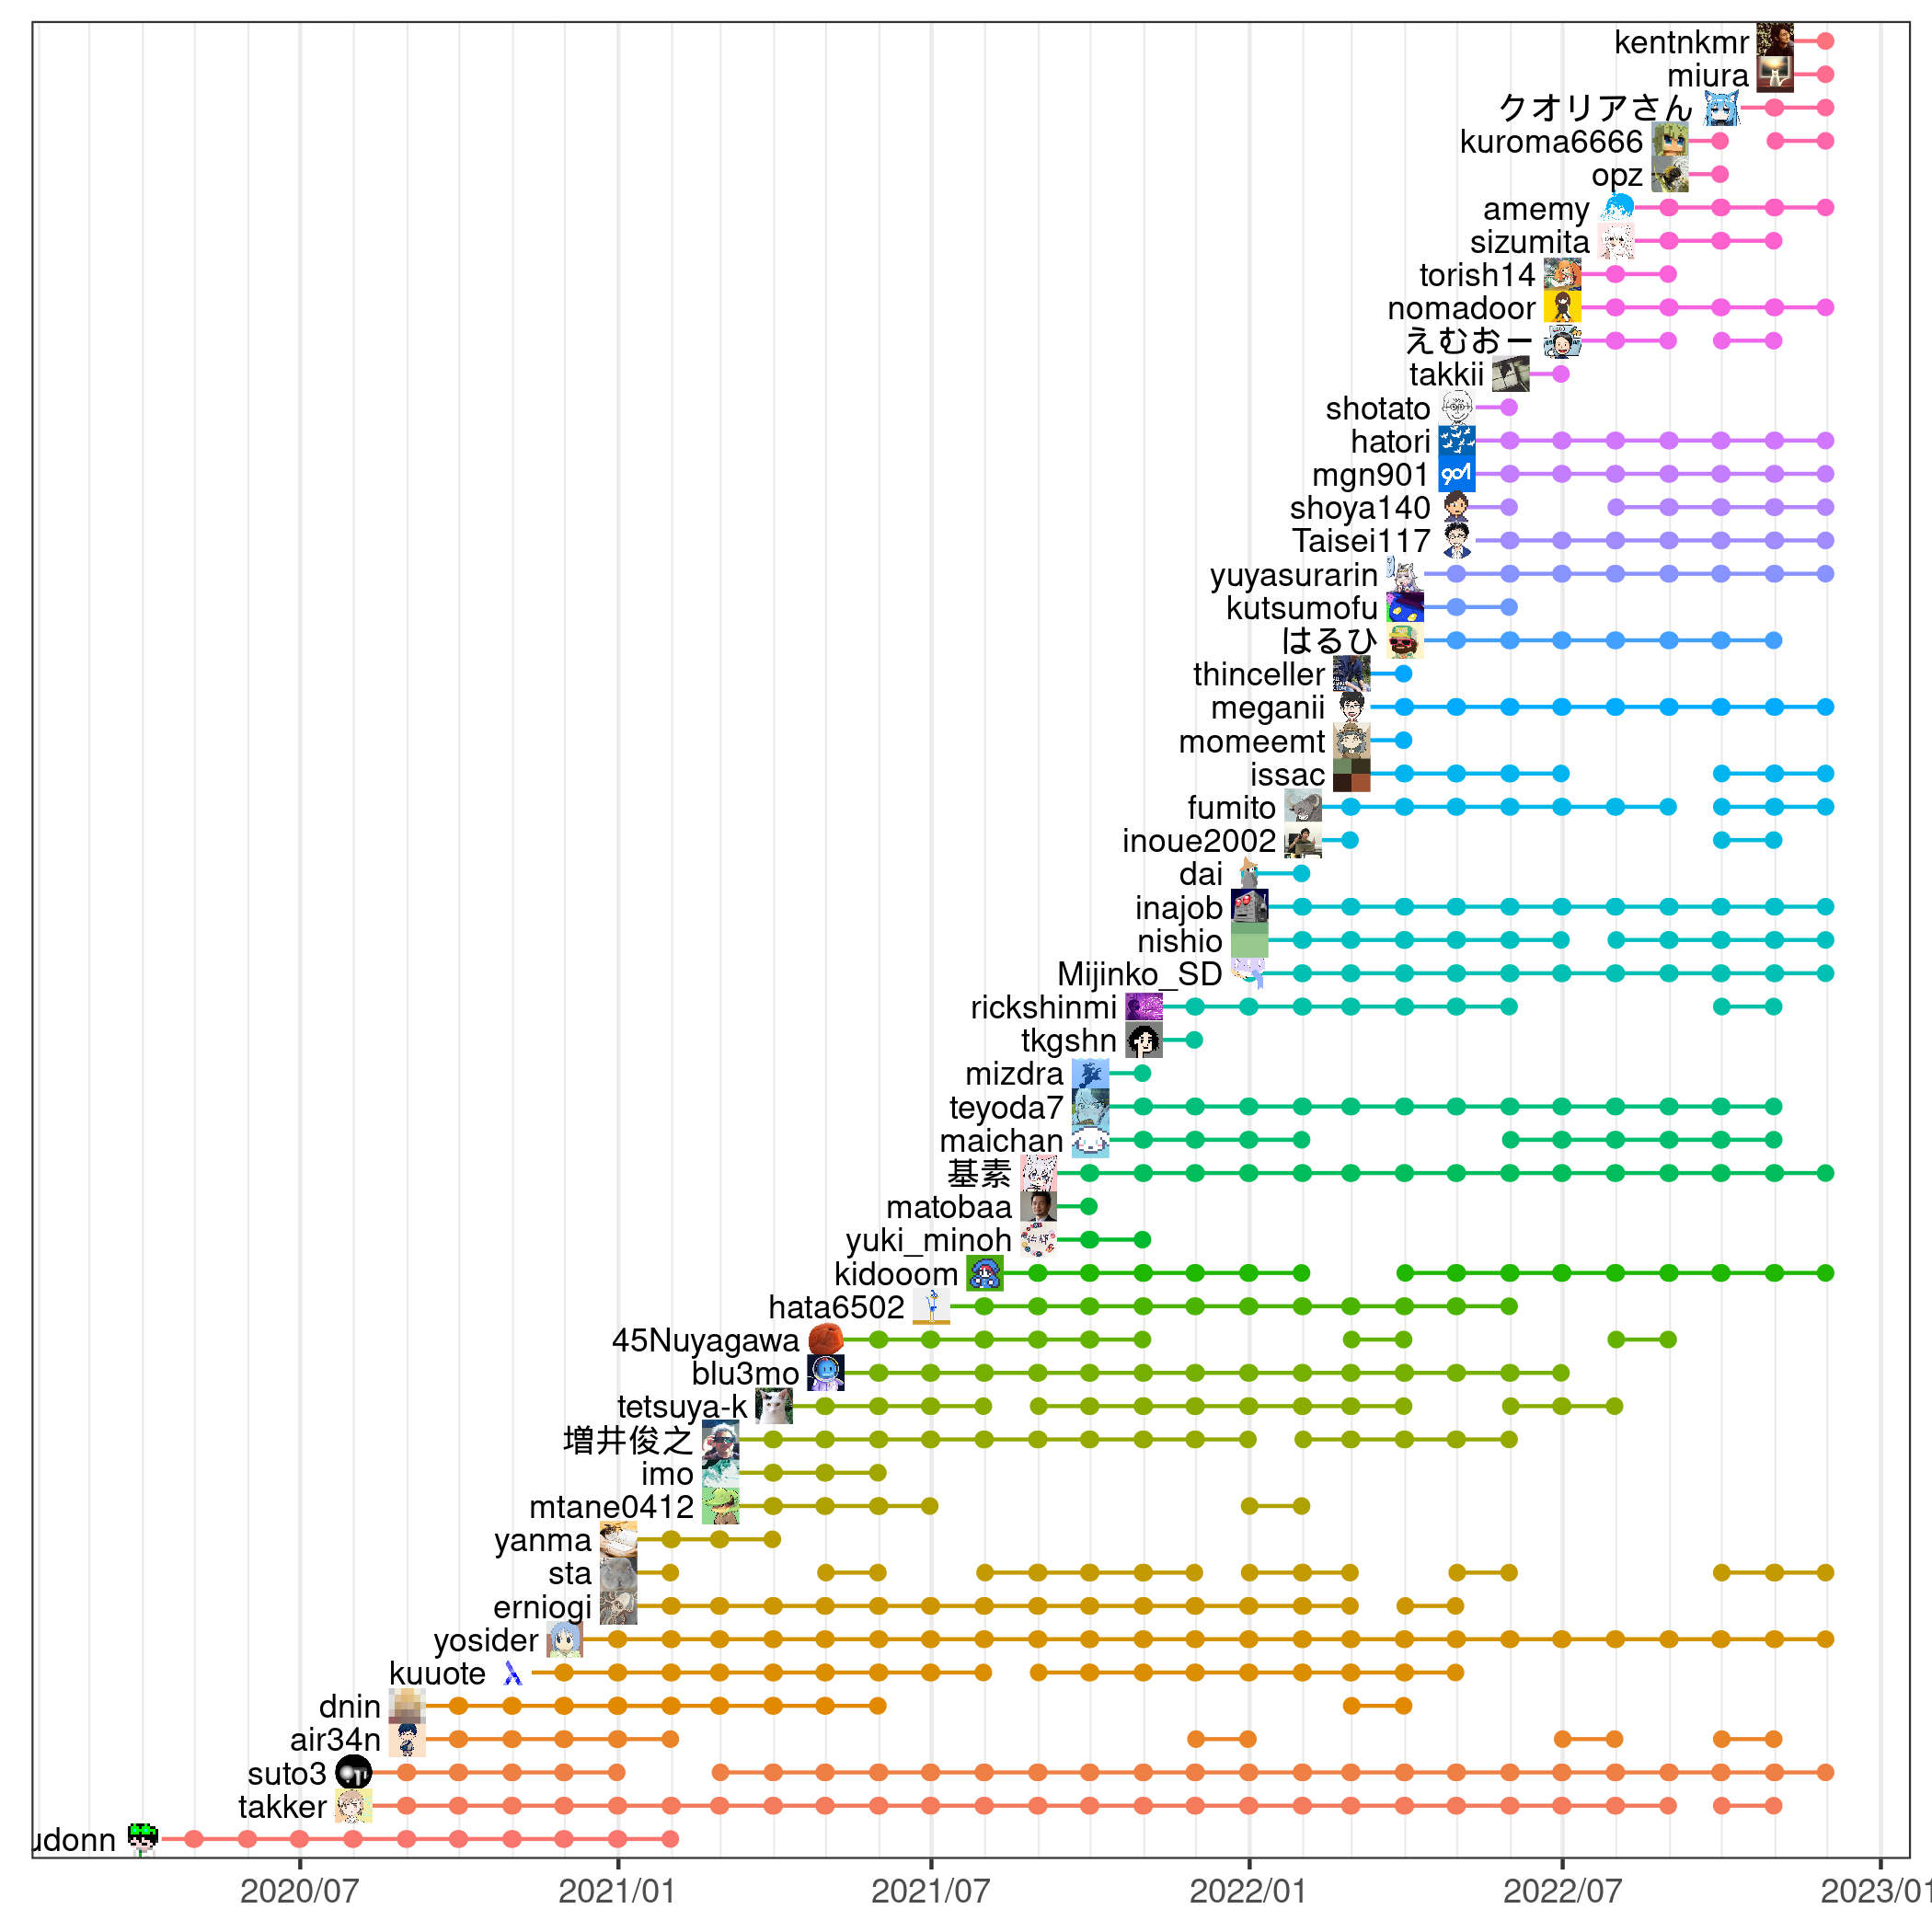 kentnkmr
miura
クオリアさん
kuroma6666
opz
amemy
sizumita
torish14
nomadoor
えむおー
takkii
shotato
hatori
mgn901
shoya140
Taisei117
yuyasurarin
kutsumofu
はるひ
thinceller
meganii
momeemt
issac
fumito
inoue2002
dai
inajob
nishio
Mijinko_SD
rickshinmi
tkgshn
mizdra
teyoda7
maichan
基素
matobaa
yuki_minoh
kidooom
hata6502
45Nuyagawa
blu3mo
tetsuya-k
増井俊之
imo
mtane0412
yanma
sta
erniogi
yosider
kuuote
dnin
air34n
suto3
takker
udonn
2020/07 2021/01 2021/07 2022/01 2022/07 2023/01